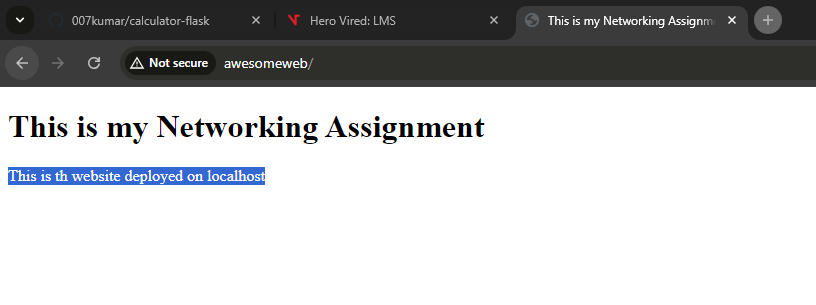 007kumar/calculator-flask
Hero Vired: LMS
This is my Networking Assignm
Not secure
awesomeweb/
This is my Networking Assignment
This is th website deployed on localhost